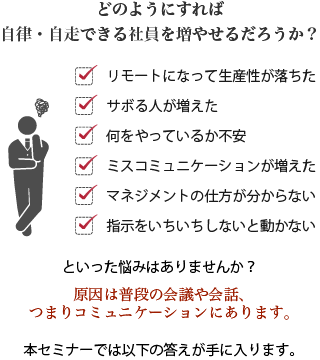 どのようにすれば
自律・自走できる社員を増やせるだろうか？
リモートになって生産性が落ちた
サボる人が増えた
何をやっているか不安
ミスコミュニケーションが増えた
マネジメントの仕方が分からない
指示をいちいちしないと動かない
といった悩みはありませんか？
原因は普段の会議や会話、
つまりコミュニケーションにあります。
本セミナーでは以下の答えが手に入ります。